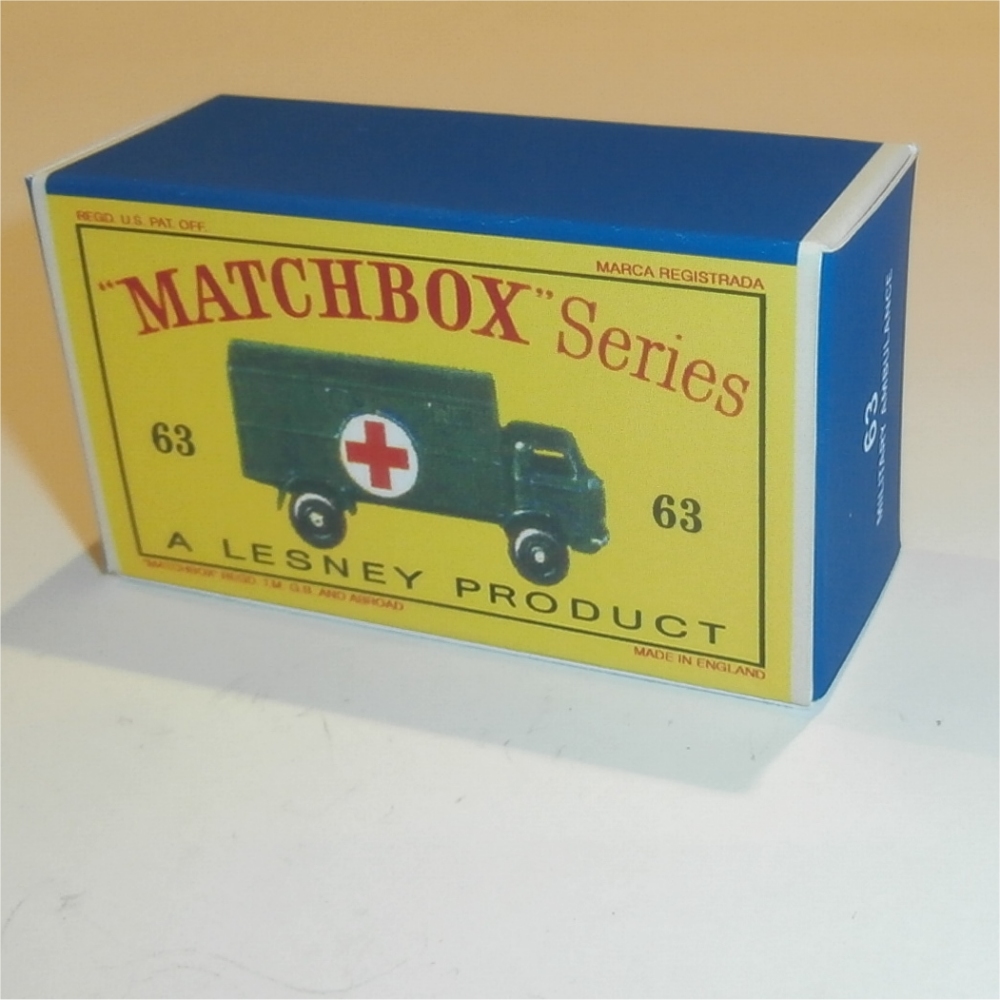 REGD. U.S. PAT. OFF.
MARCA REGISTRADA
"MATCHBOX" Series
63
63
A LESNEY PRODUCT
"MATCHBOX" REGD. T.M. G.B. AND ABROAD
MADE IN ENGLAND
63
MILITARY AMBULANCE